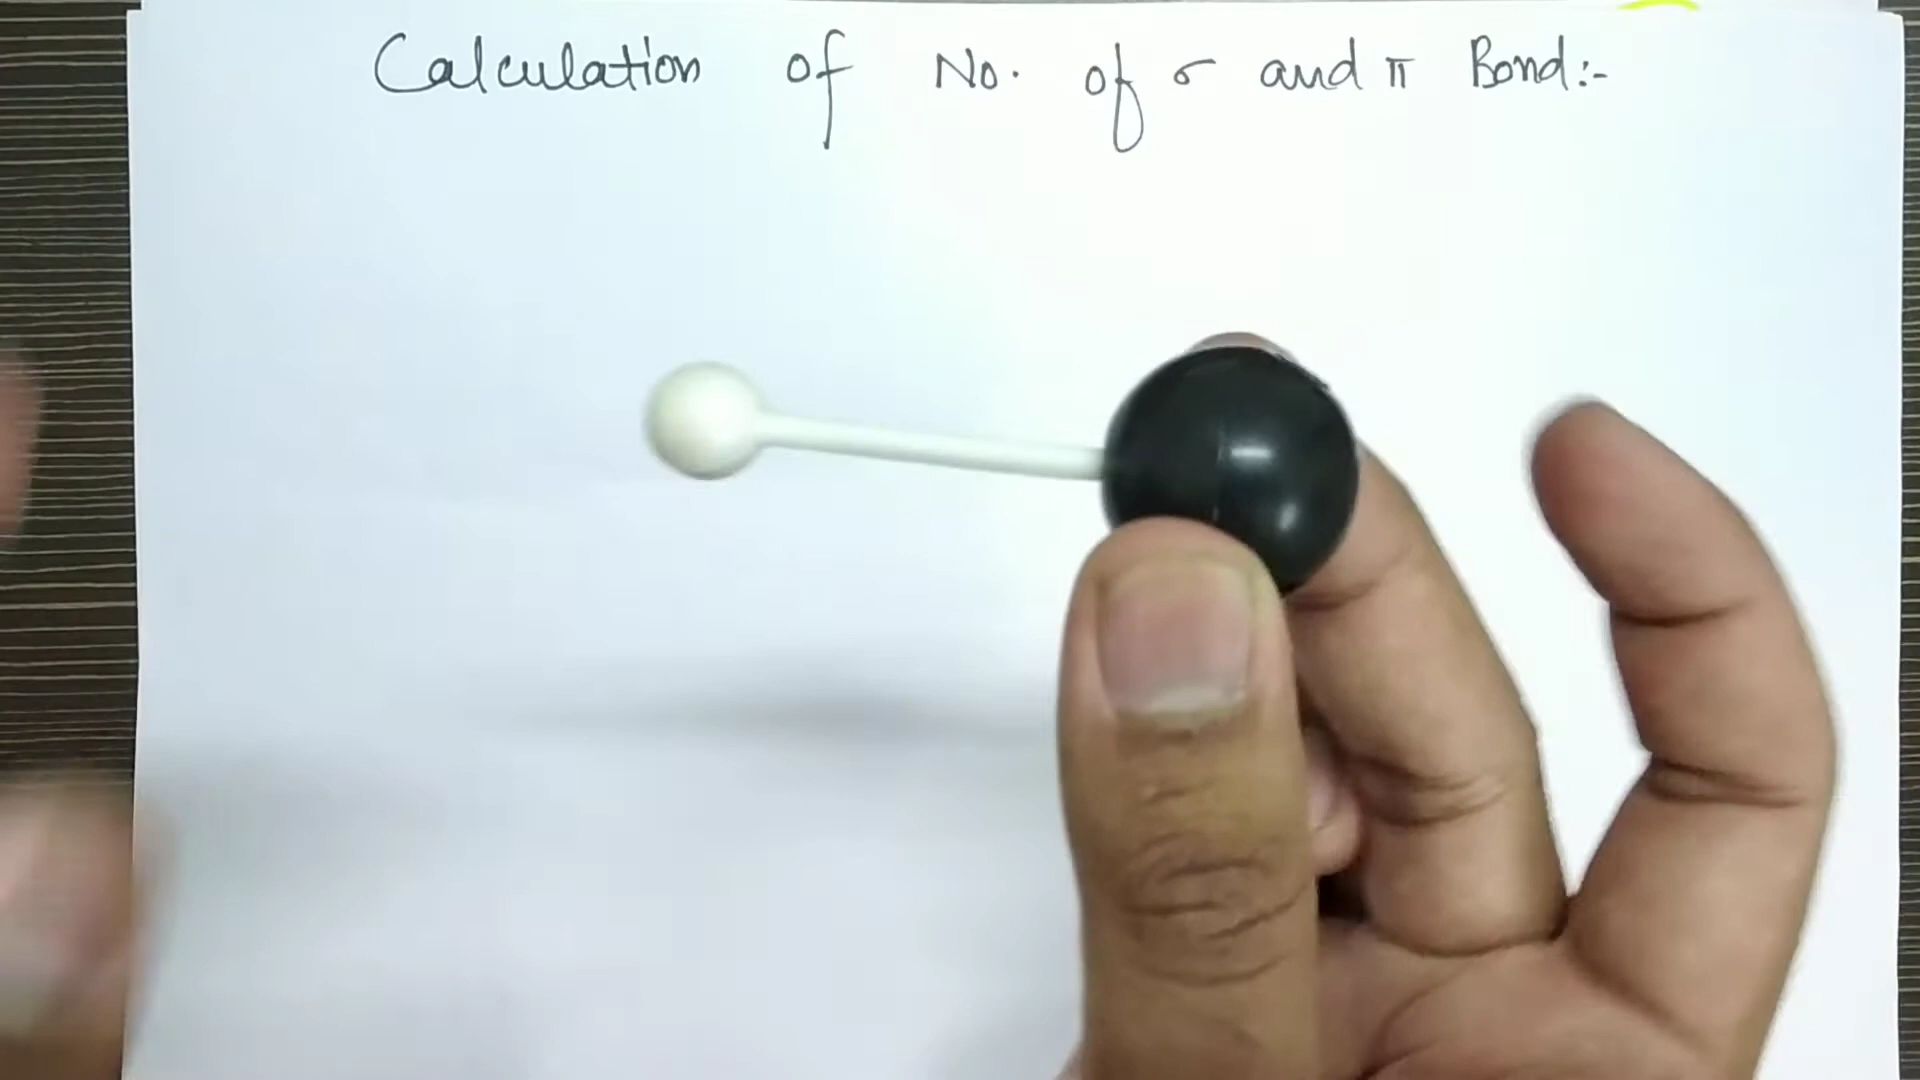 Calculation of No. of σ and π Bond:-